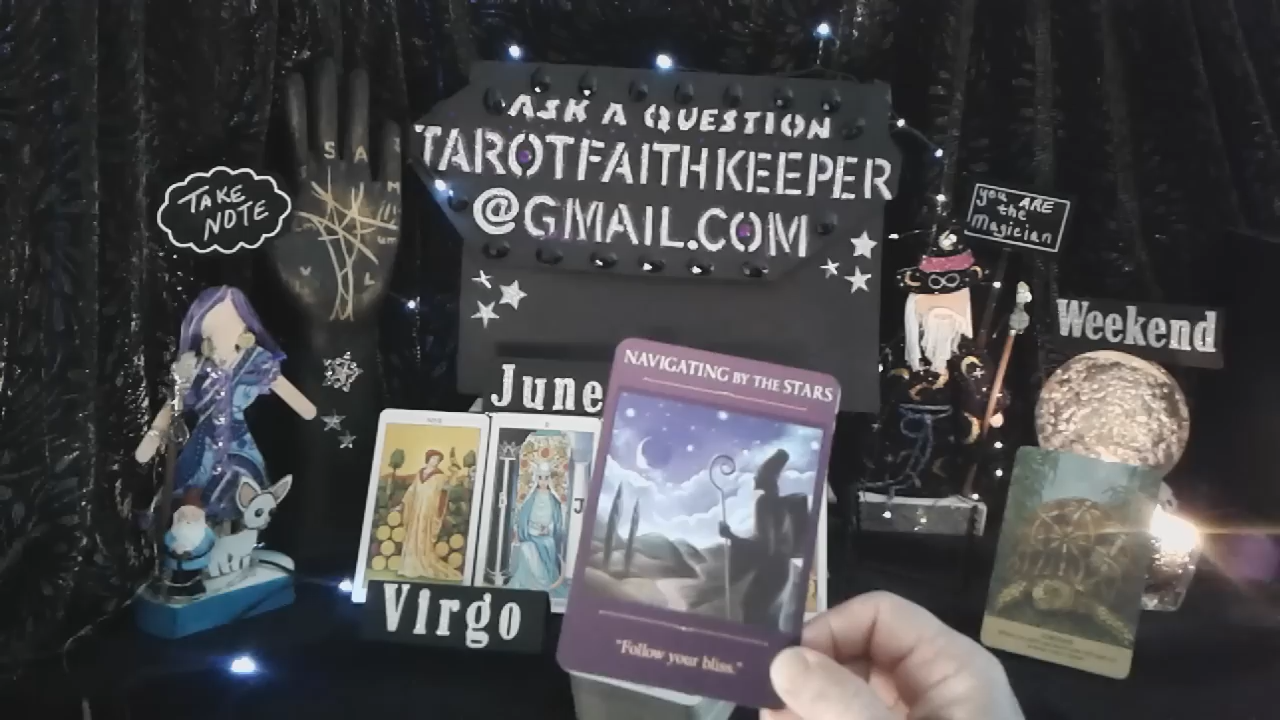 ASK A QUESTION
TAROTFAITHKEEPER
@GMAIL.COM
TAKE
NOTE
S A
you ARE
the
Magician
Weekend
June
NAVIGATING BY THE STARS
"Follow your bliss."
J
Virgo